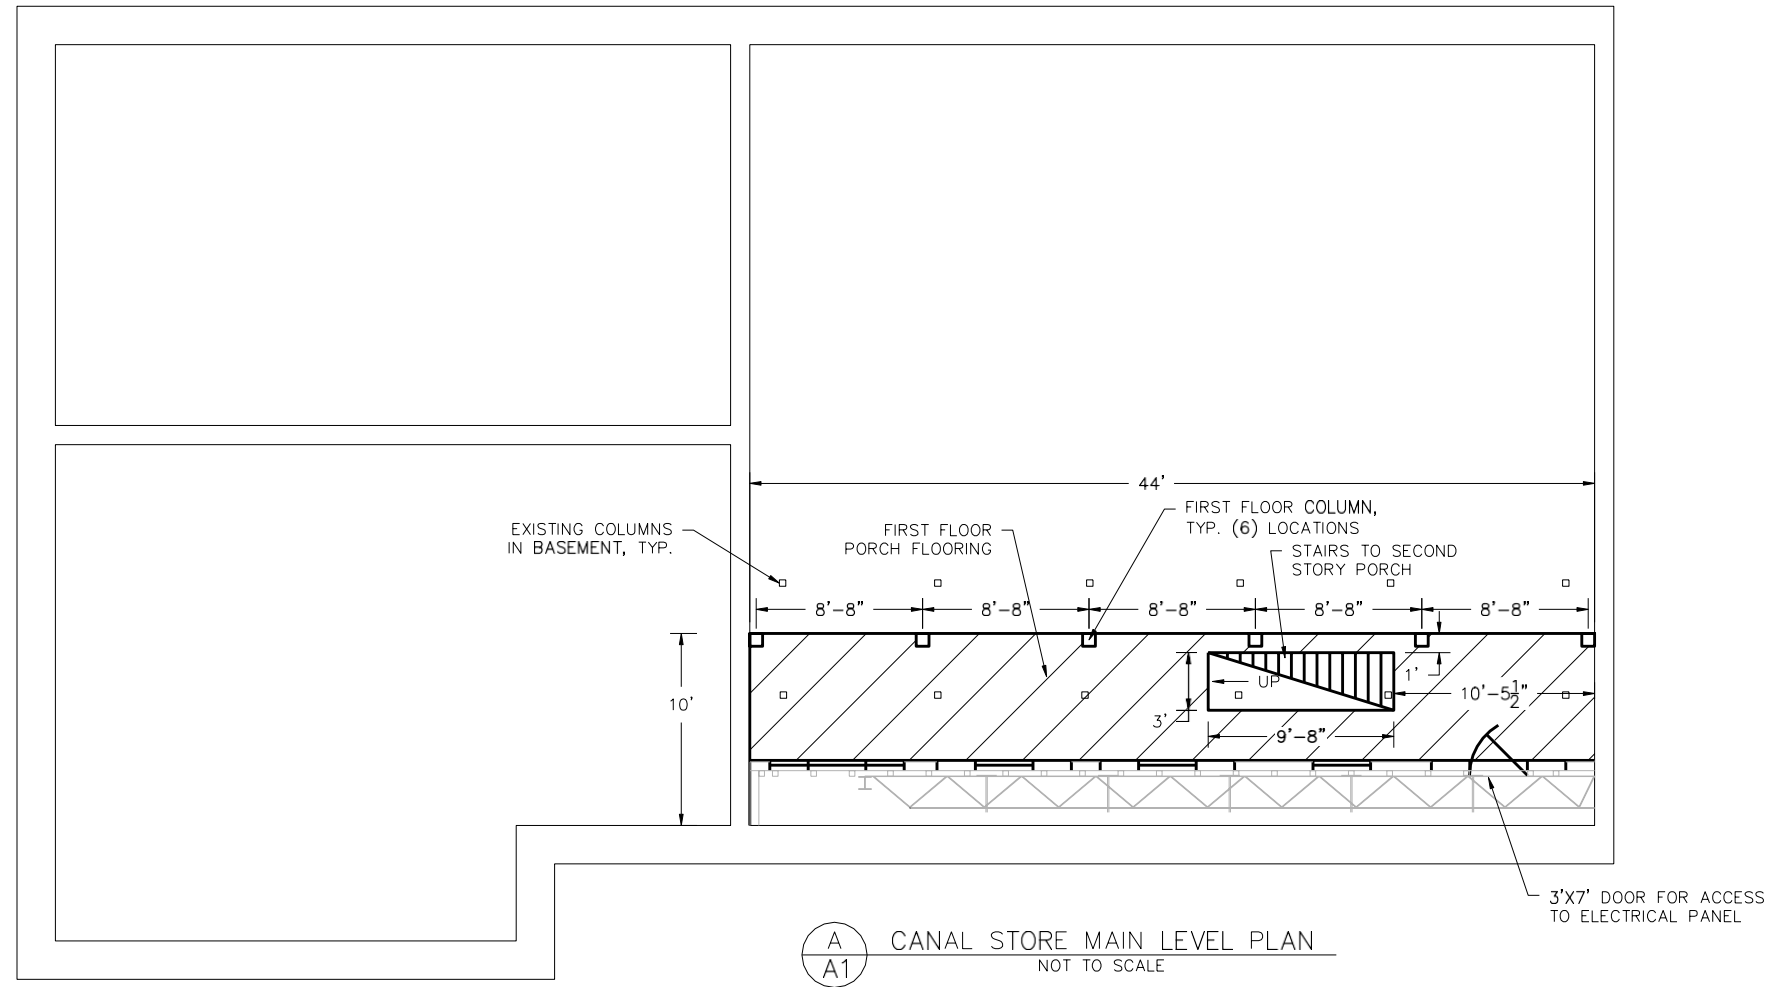 44'
FIRST FLOOR COLUMN,
TYP. (6) LOCATIONS
EXISTING COLUMNS
IN BASEMENT, TYP.
FIRST FLOOR
PORCH FLOORING
STAIRS TO SECOND
STORY PORCH
8'-8" 8'-8" 8'-8" 8'-8" 8'-8"
1'
UP
10'-5 1/2"
10'
3'
9'-8"
3'X7' DOOR FOR ACCESS
TO ELECTRICAL PANEL
A
A1
CANAL STORE MAIN LEVEL PLAN
NOT TO SCALE